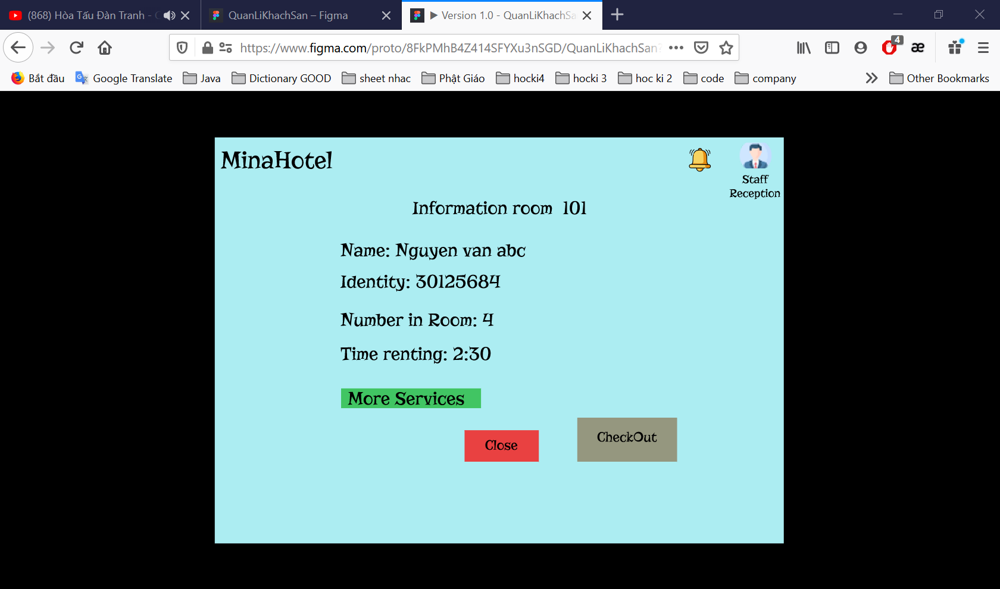 (868) Hòa Tấu Đàn Tranh -
QuanLiKhachSan – Figma
Version 1.0 - QuanLiKhachSa
https://www.figma.com/proto/8FkPMhB4Z414SFYXu3nSGD/QuanLiKhachSan?
4
æ
Bắt đầu
Google Translate
Java
Dictionary GOOD
sheet nhac
Phật Giáo
hocki4
hocki 3
hoc ki 2
code
company
Other Bookmarks
MinaHotel
Staff
Reception
Information room 101
Name: Nguyen van abc
Identity: 30125684
Number in Room: 4
Time renting: 2:30
More Services
Close
CheckOut